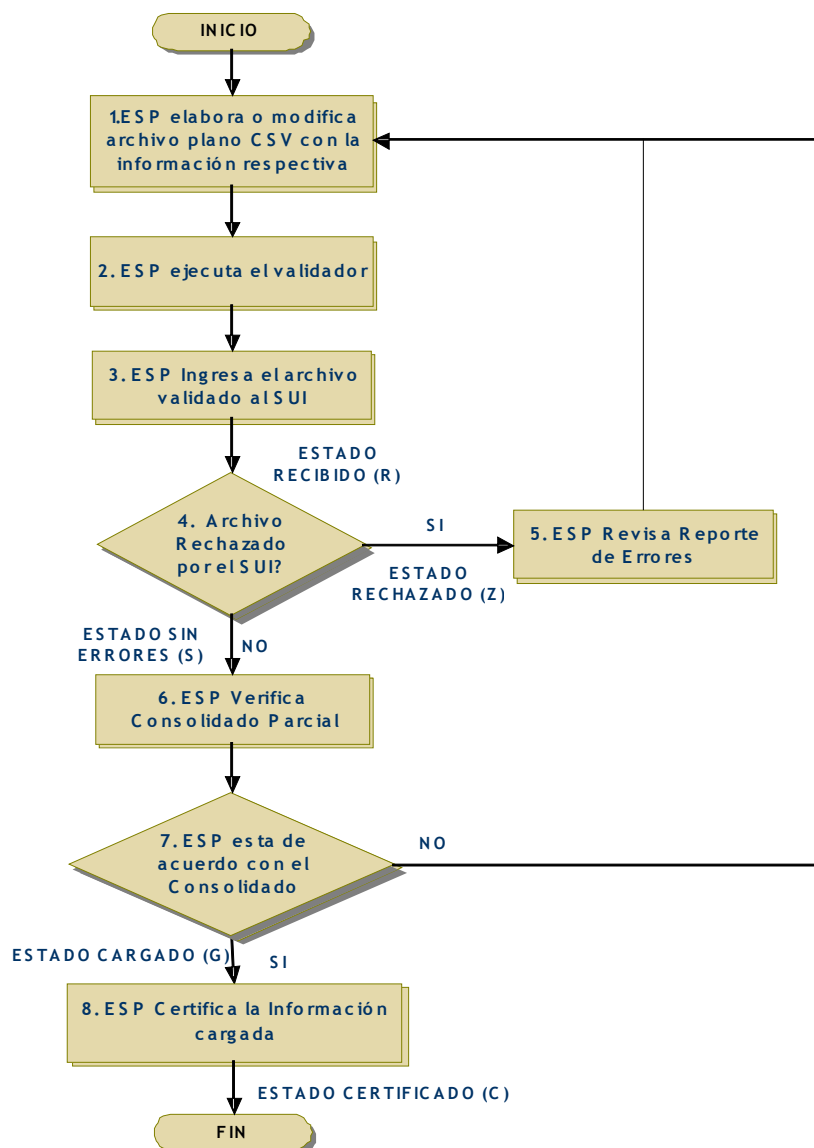 INICIO
1.ESP elabora o modifica
archivo plano CSV con la
información respectiva
2. ESP ejecuta el validador
3. ESP Ingresa el archivo
validado al SUI
ESTADO
RECIBIDO (R)
4. Archivo
Rechazado
por el SUI?
SI
ESTADO
RECHAZADO (Z)
5. ESP Revisa Reporte
de Errores
ESTADO SIN
ERRORES (S)
NO
6. ESP Verifica
Consolidado Parcial
7. ESP esta de
acuerdo con el
Consolidado
NO
ESTADO CARGADO (G)
SI
8. ESP Certifica la Información
cargada
ESTADO CERTIFICADO (C)
FIN